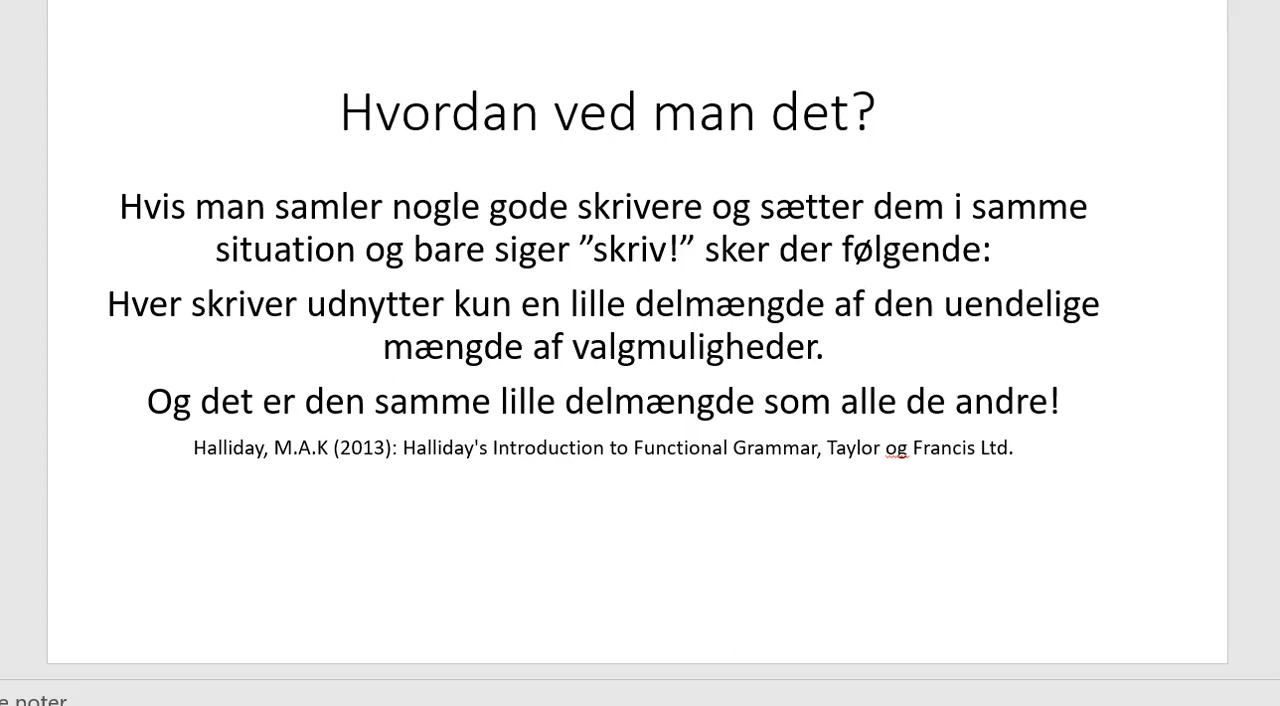 Hvordan ved man det?
Hvis man samler nogle gode skrivere og sætter dem i samme
situation og bare siger ”skriv!” sker der følgende:
Hver skriver udnytter kun en lille delmængde af den uendelige
mængde af valgmuligheder.
Og det er den samme lille delmængde som alle de andre!
Halliday, M.A.K (2013): Halliday's Introduction to Functional Grammar, Taylor og Francis Ltd.
e noter